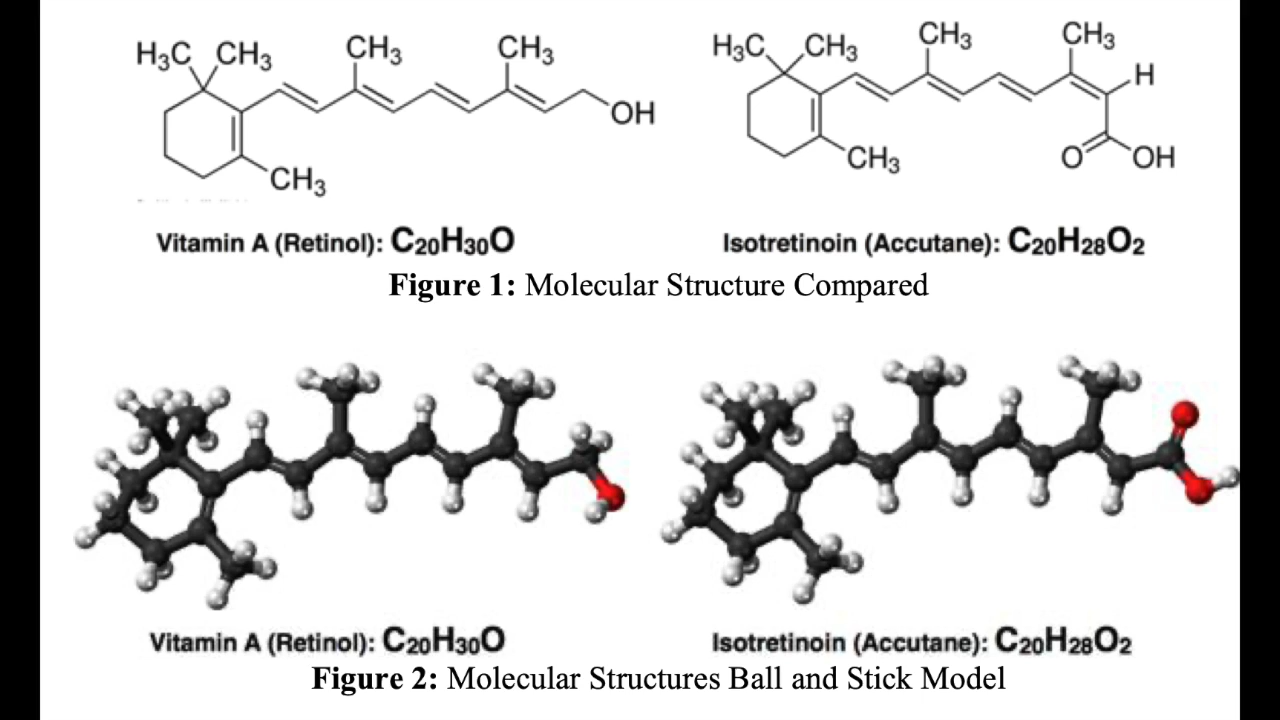 H₃C CH₃ CH₃ CH₃
OH
CH₃
H₃C CH₃ CH₃ CH₃
H
CH₃ O OH
Vitamin A (Retinol): C₂₀H₃₀O
Isotretinoin (Accutane): C₂₀H₂₈O₂
Figure 1: Molecular Structure Compared
Vitamin A (Retinol): C₂₀H₃₀O
Isotretinoin (Accutane): C₂₀H₂₈O₂
Figure 2: Molecular Structures Ball and Stick Model